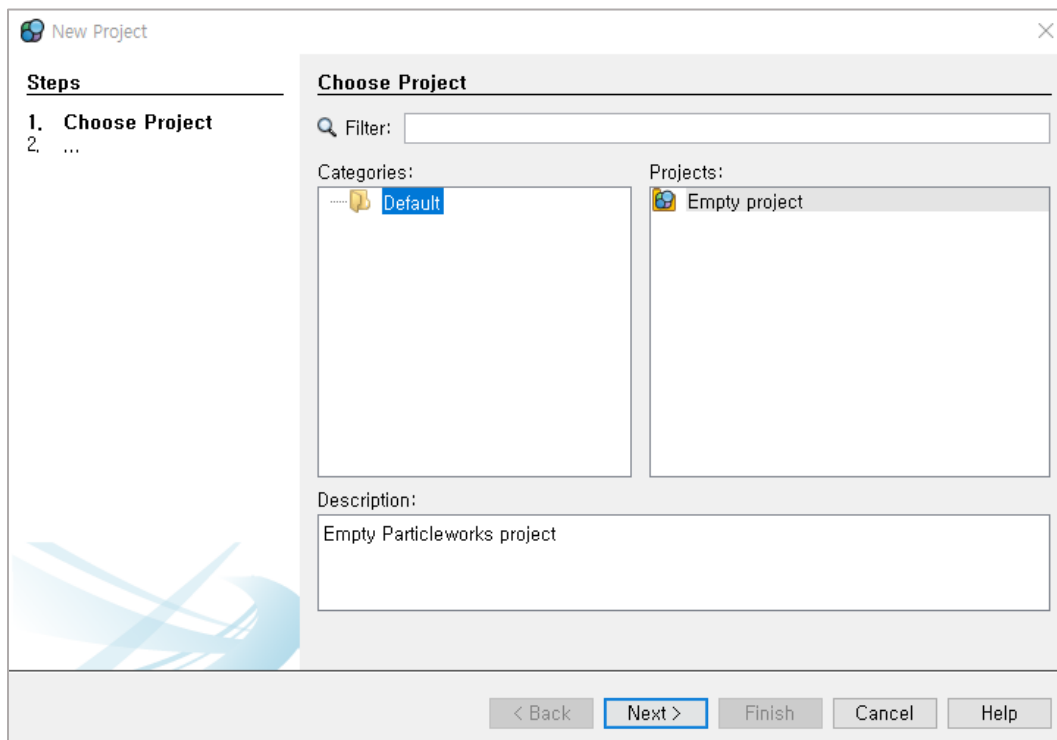 New Project
Steps
1. Choose Project
2. ...
Choose Project
Filter:
Categories:
Default
Projects:
Empty project
Description:
Empty Particleworks project
< Back Next > Finish Cancel Help